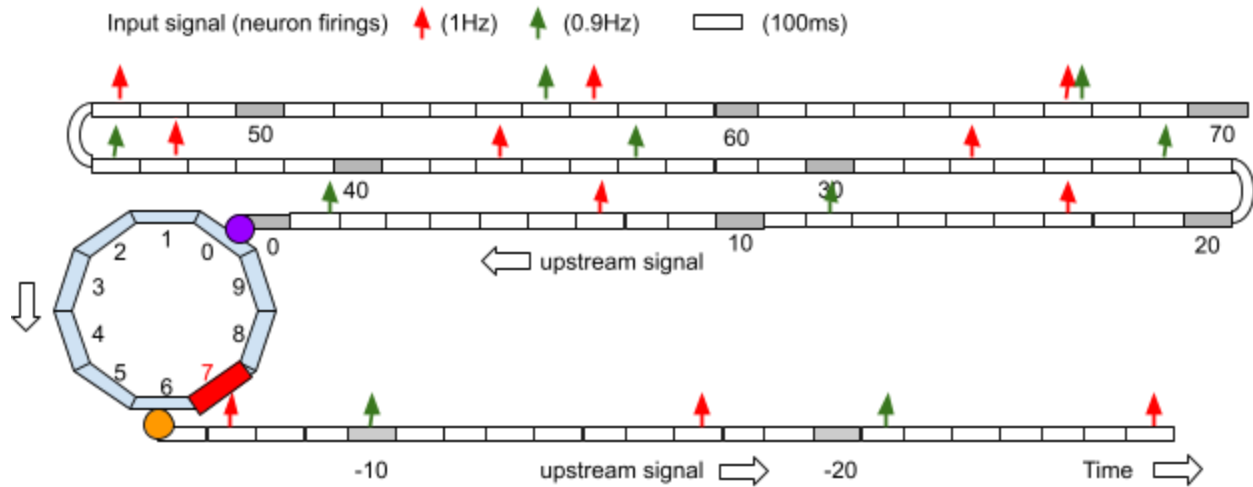 Input signal (neuron firings) (1Hz) (0.9Hz) (100ms)
50 60 70
40 30
0 10 20
upstream signal
1
2 0
3 9
4 8
5 7
6
-10 upstream signal -20 Time